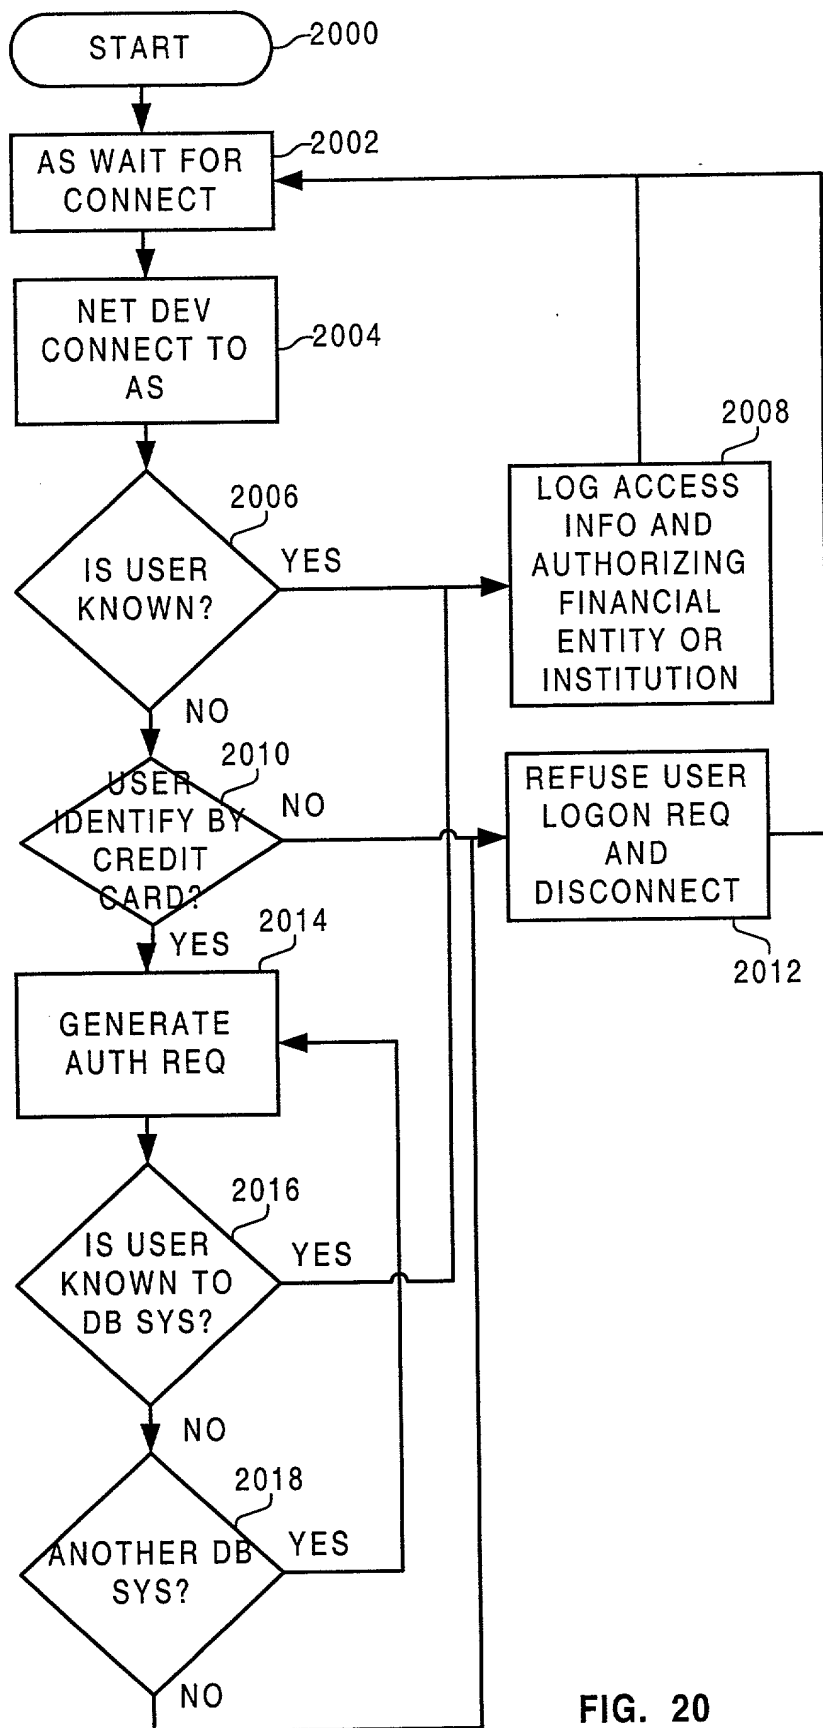 START
2000
AS WAIT FOR
CONNECT
2002
NET DEV
CONNECT TO
AS
2004
IS USER
KNOWN?
2006
YES
NO
2008
LOG ACCESS
INFO AND
AUTHORIZING
FINANCIAL
ENTITY OR
INSTITUTION
USER
IDENTIFY BY
CREDIT
CARD?
2010
NO
YES
REFUSE USER
LOGON REQ
AND
DISCONNECT
2012
2014
GENERATE
AUTH REQ
IS USER
KNOWN TO
DB SYS?
2016
YES
NO
ANOTHER DB
SYS?
2018
YES
NO
FIG. 20